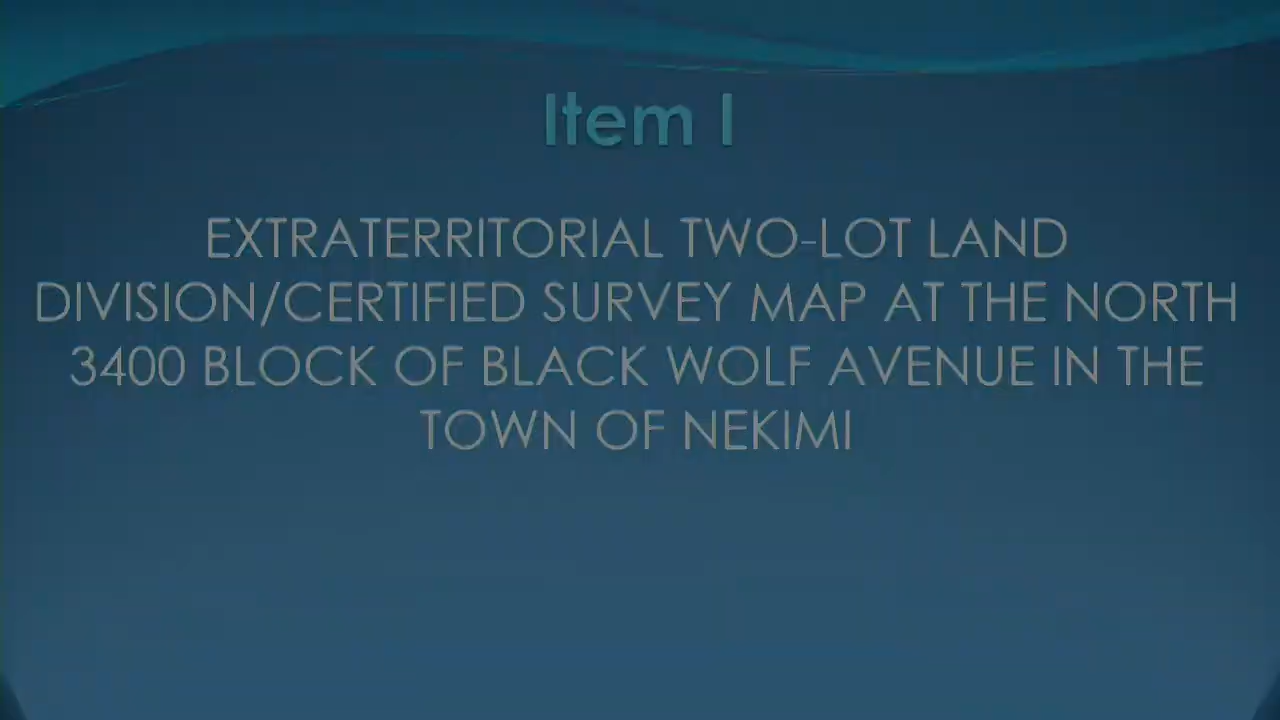 Item I
EXTRATERRITORIAL TWO-LOT LAND
DIVISION/CERTIFIED SURVEY MAP AT THE NORTH
3400 BLOCK OF BLACK WOLF AVENUE IN THE
TOWN OF NEKIMI